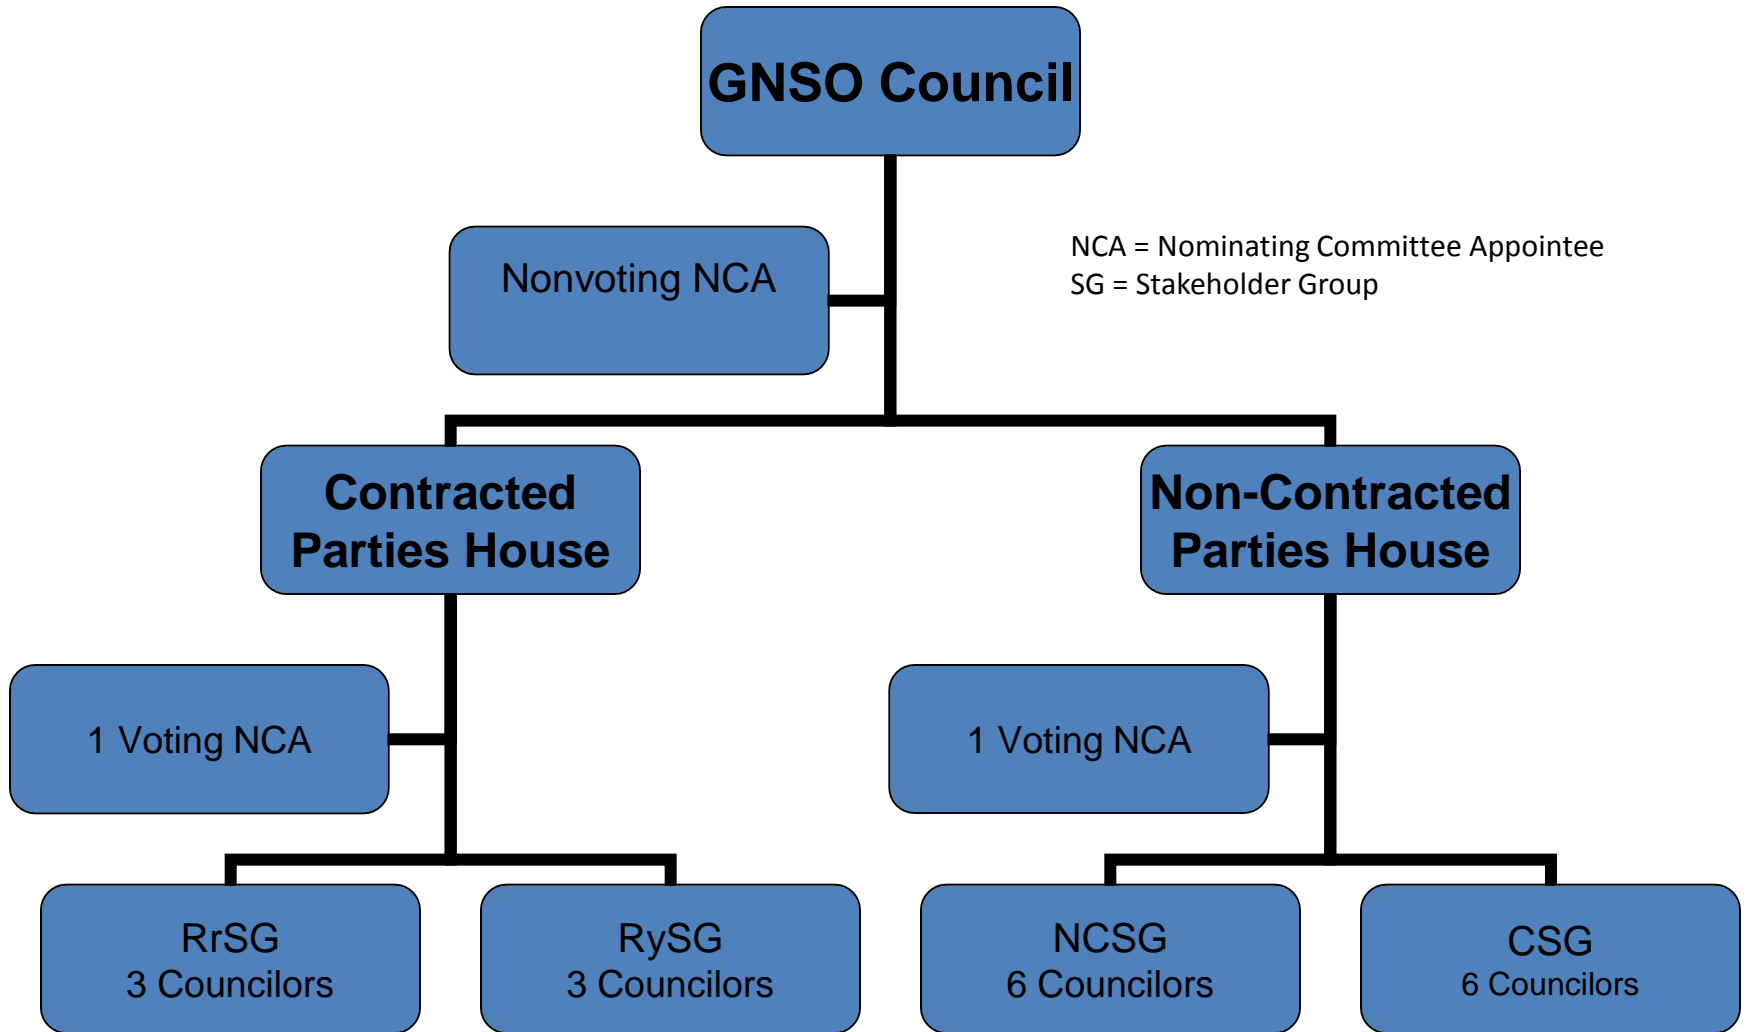 GNSO Council
Nonvoting NCA
NCA = Nominating Committee Appointee
SG = Stakeholder Group
Contracted
Parties House
Non-Contracted
Parties House
1 Voting NCA
1 Voting NCA
RrSG
3 Councilors
RySG
3 Councilors
NCSG
6 Councilors
CSG
6 Councilors